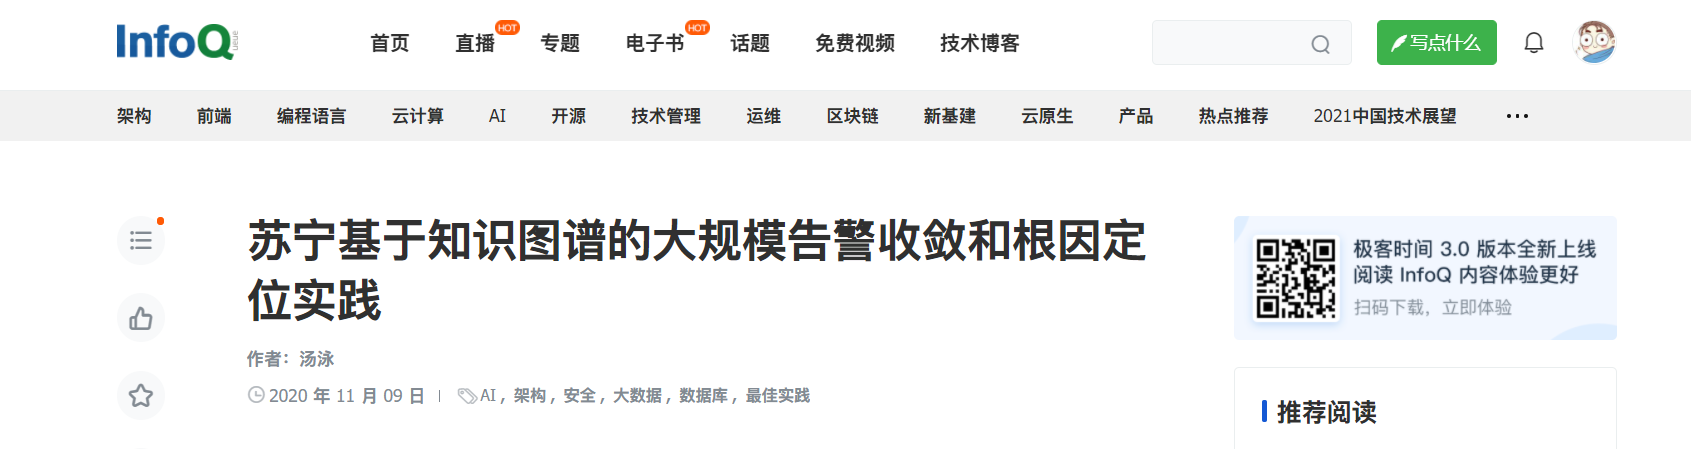 InfoQ ueue
首页 直播 HOT 专题 电子书 HOT 话题 免费视频 技术博客 写点什么
架构 前端 编程语言 云计算 AI 开源 技术管理 运维 区块链 新基建 云原生 产品 热点推荐 2021中国技术展望 ...
苏宁基于知识图谱的大规模告警收敛和根因定
位实践
作者：汤泳
2020 年 11 月 09 日 AI，架构，安全，大数据，数据库，最佳实践
极客时间 3.0 版本全新上线
阅读 InfoQ 内容体验更好
扫码下载，立即体验
推荐阅读